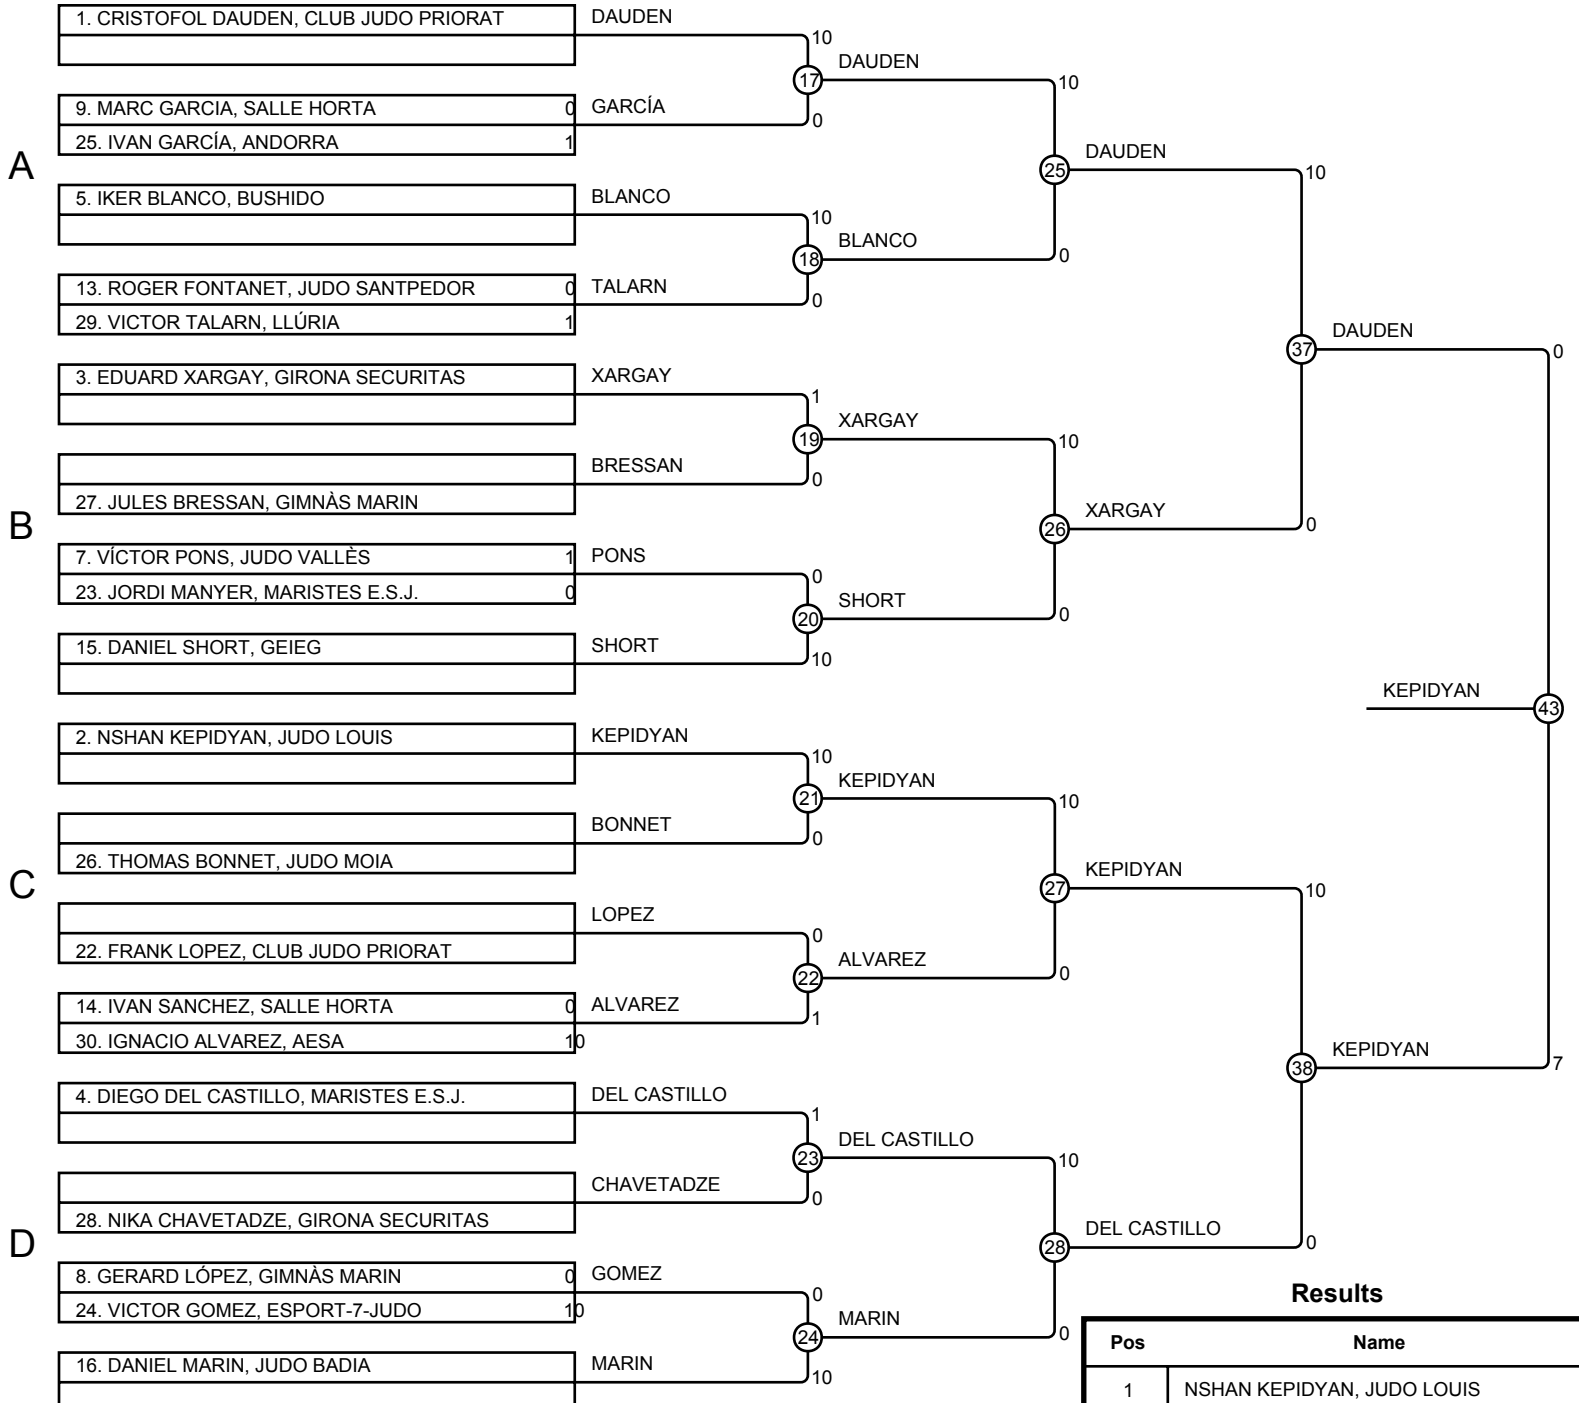 1. CRISTOFOL DAUDEN, CLUB JUDO PRIORAT
DAUDEN
10
17
DAUDEN
10
9. MARC GARCIA, SALLE HORTA 0
GARCÍA
0
25. IVAN GARCÍA, ANDORRA 1
A
25
DAUDEN
10
5. IKER BLANCO, BUSHIDO
BLANCO
10
18
BLANCO
0
13. ROGER FONTANET, JUDO SANTPEDOR 0
TALARN
0
29. VICTOR TALARN, LLÚRIA 1
37
DAUDEN
0
3. EDUARD XARGAY, GIRONA SECURITAS
XARGAY
1
19
XARGAY
10
BRESSAN
0
27. JULES BRESSAN, GIMNÀS MARIN
B
26
XARGAY
0
7. VÍCTOR PONS, JUDO VALLÈS 1
PONS
0
23. JORDI MANYER, MARISTES E.S.J. 0
20
SHORT
0
15. DANIEL SHORT, GEIEG
SHORT
10
KEPIDYAN
43
2. NSHAN KEPIDYAN, JUDO LOUIS
KEPIDYAN
10
21
KEPIDYAN
10
BONNET
0
26. THOMAS BONNET, JUDO MOIA
C
27
KEPIDYAN
10
LOPEZ
0
22. FRANK LOPEZ, CLUB JUDO PRIORAT
22
ALVAREZ
0
14. IVAN SANCHEZ, SALLE HORTA 0
ALVAREZ
1
30. IGNACIO ALVAREZ, AESA 10
38
KEPIDYAN
7
4. DIEGO DEL CASTILLO, MARISTES E.S.J.
DEL CASTILLO
1
23
DEL CASTILLO
10
CHAVETADZE
0
28. NIKA CHAVETADZE, GIRONA SECURITAS
D
28
DEL CASTILLO
0
8. GERARD LÓPEZ, GIMNÀS MARIN 0
GOMEZ
0
24. VICTOR GOMEZ, ESPORT-7-JUDO 10
24
MARIN
0
16. DANIEL MARIN, JUDO BADIA
MARIN
10
Results
Pos Name
1 NSHAN KEPIDYAN, JUDO LOUIS